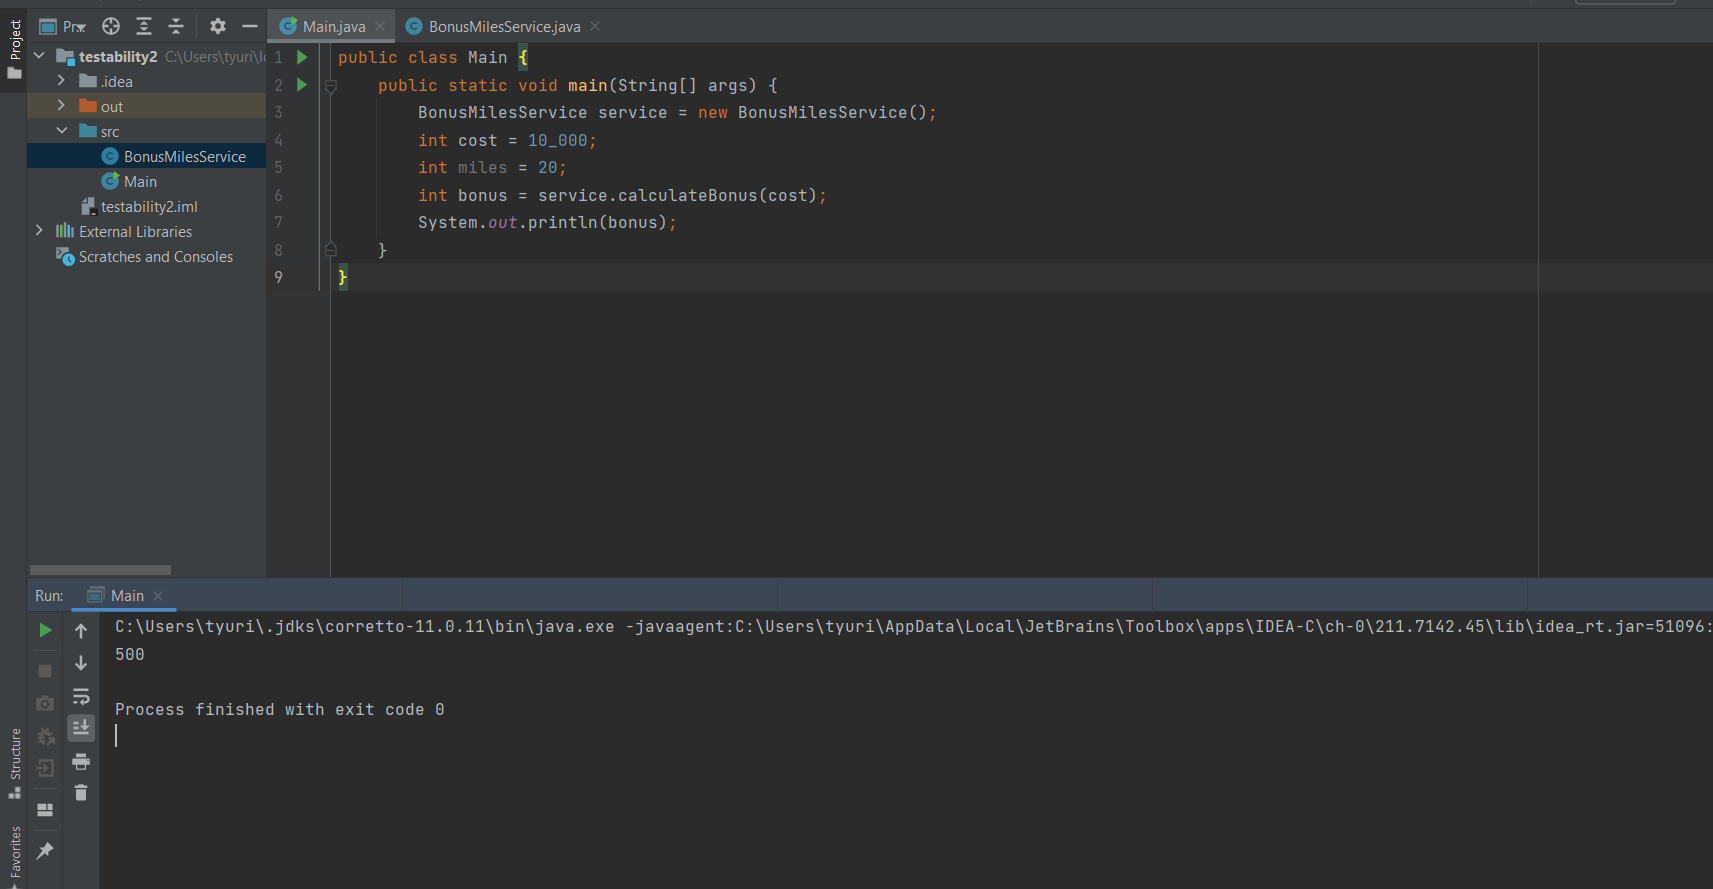 Project
Pr
Main.java
BonusMilesService.java
testability2 C:\Users\tyuri\
.idea
out
src
BonusMilesService
Main
testability2.iml
External Libraries
Scratches and Consoles
1 public class Main {
2 public static void main(String[] args) {
3 BonusMilesService service = new BonusMilesService();
4 int cost = 10_000;
5 int miles = 20;
6 int bonus = service.calculateBonus(cost);
7 System.out.println(bonus);
8 }
9 }
Run: Main
C:\Users\tyuri\.jdks\corretto-11.0.11\bin\java.exe -javaagent:C:\Users\tyuri\AppData\Local\JetBrains\Toolbox\apps\IDEA-C\ch-0\211.7142.45\lib\idea_rt.jar=51096:
500
Process finished with exit code 0
Structure
Favorites